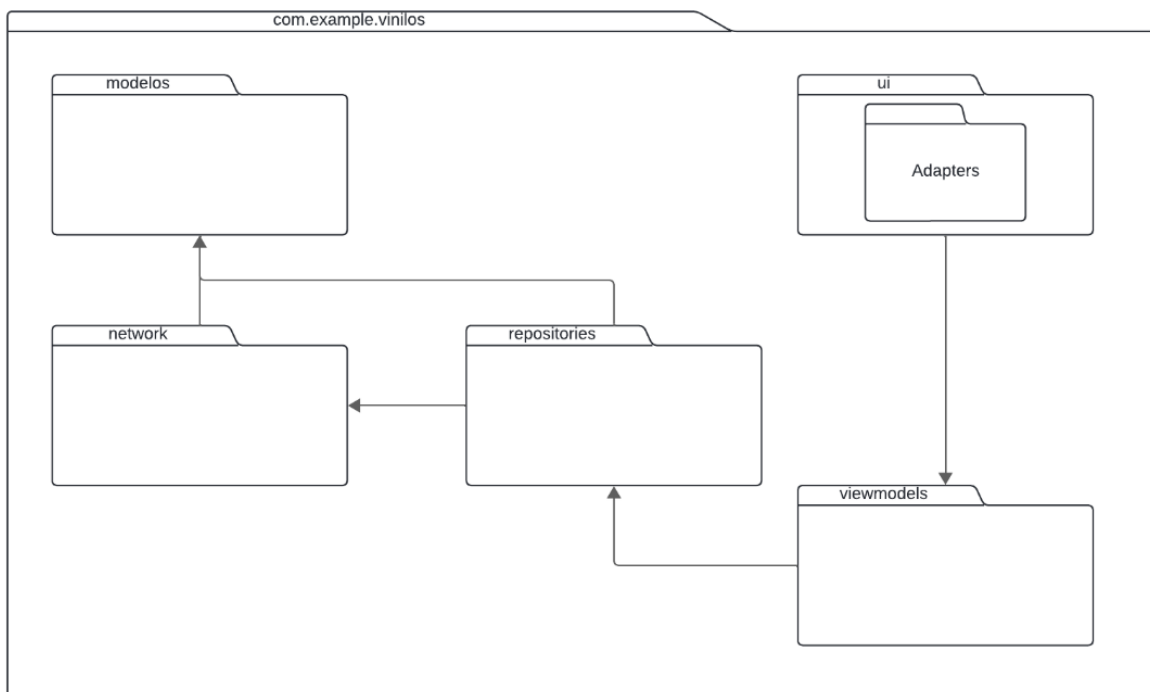 com.example.vinilos
modelos
ui
Adapters
network
repositories
viewmodels